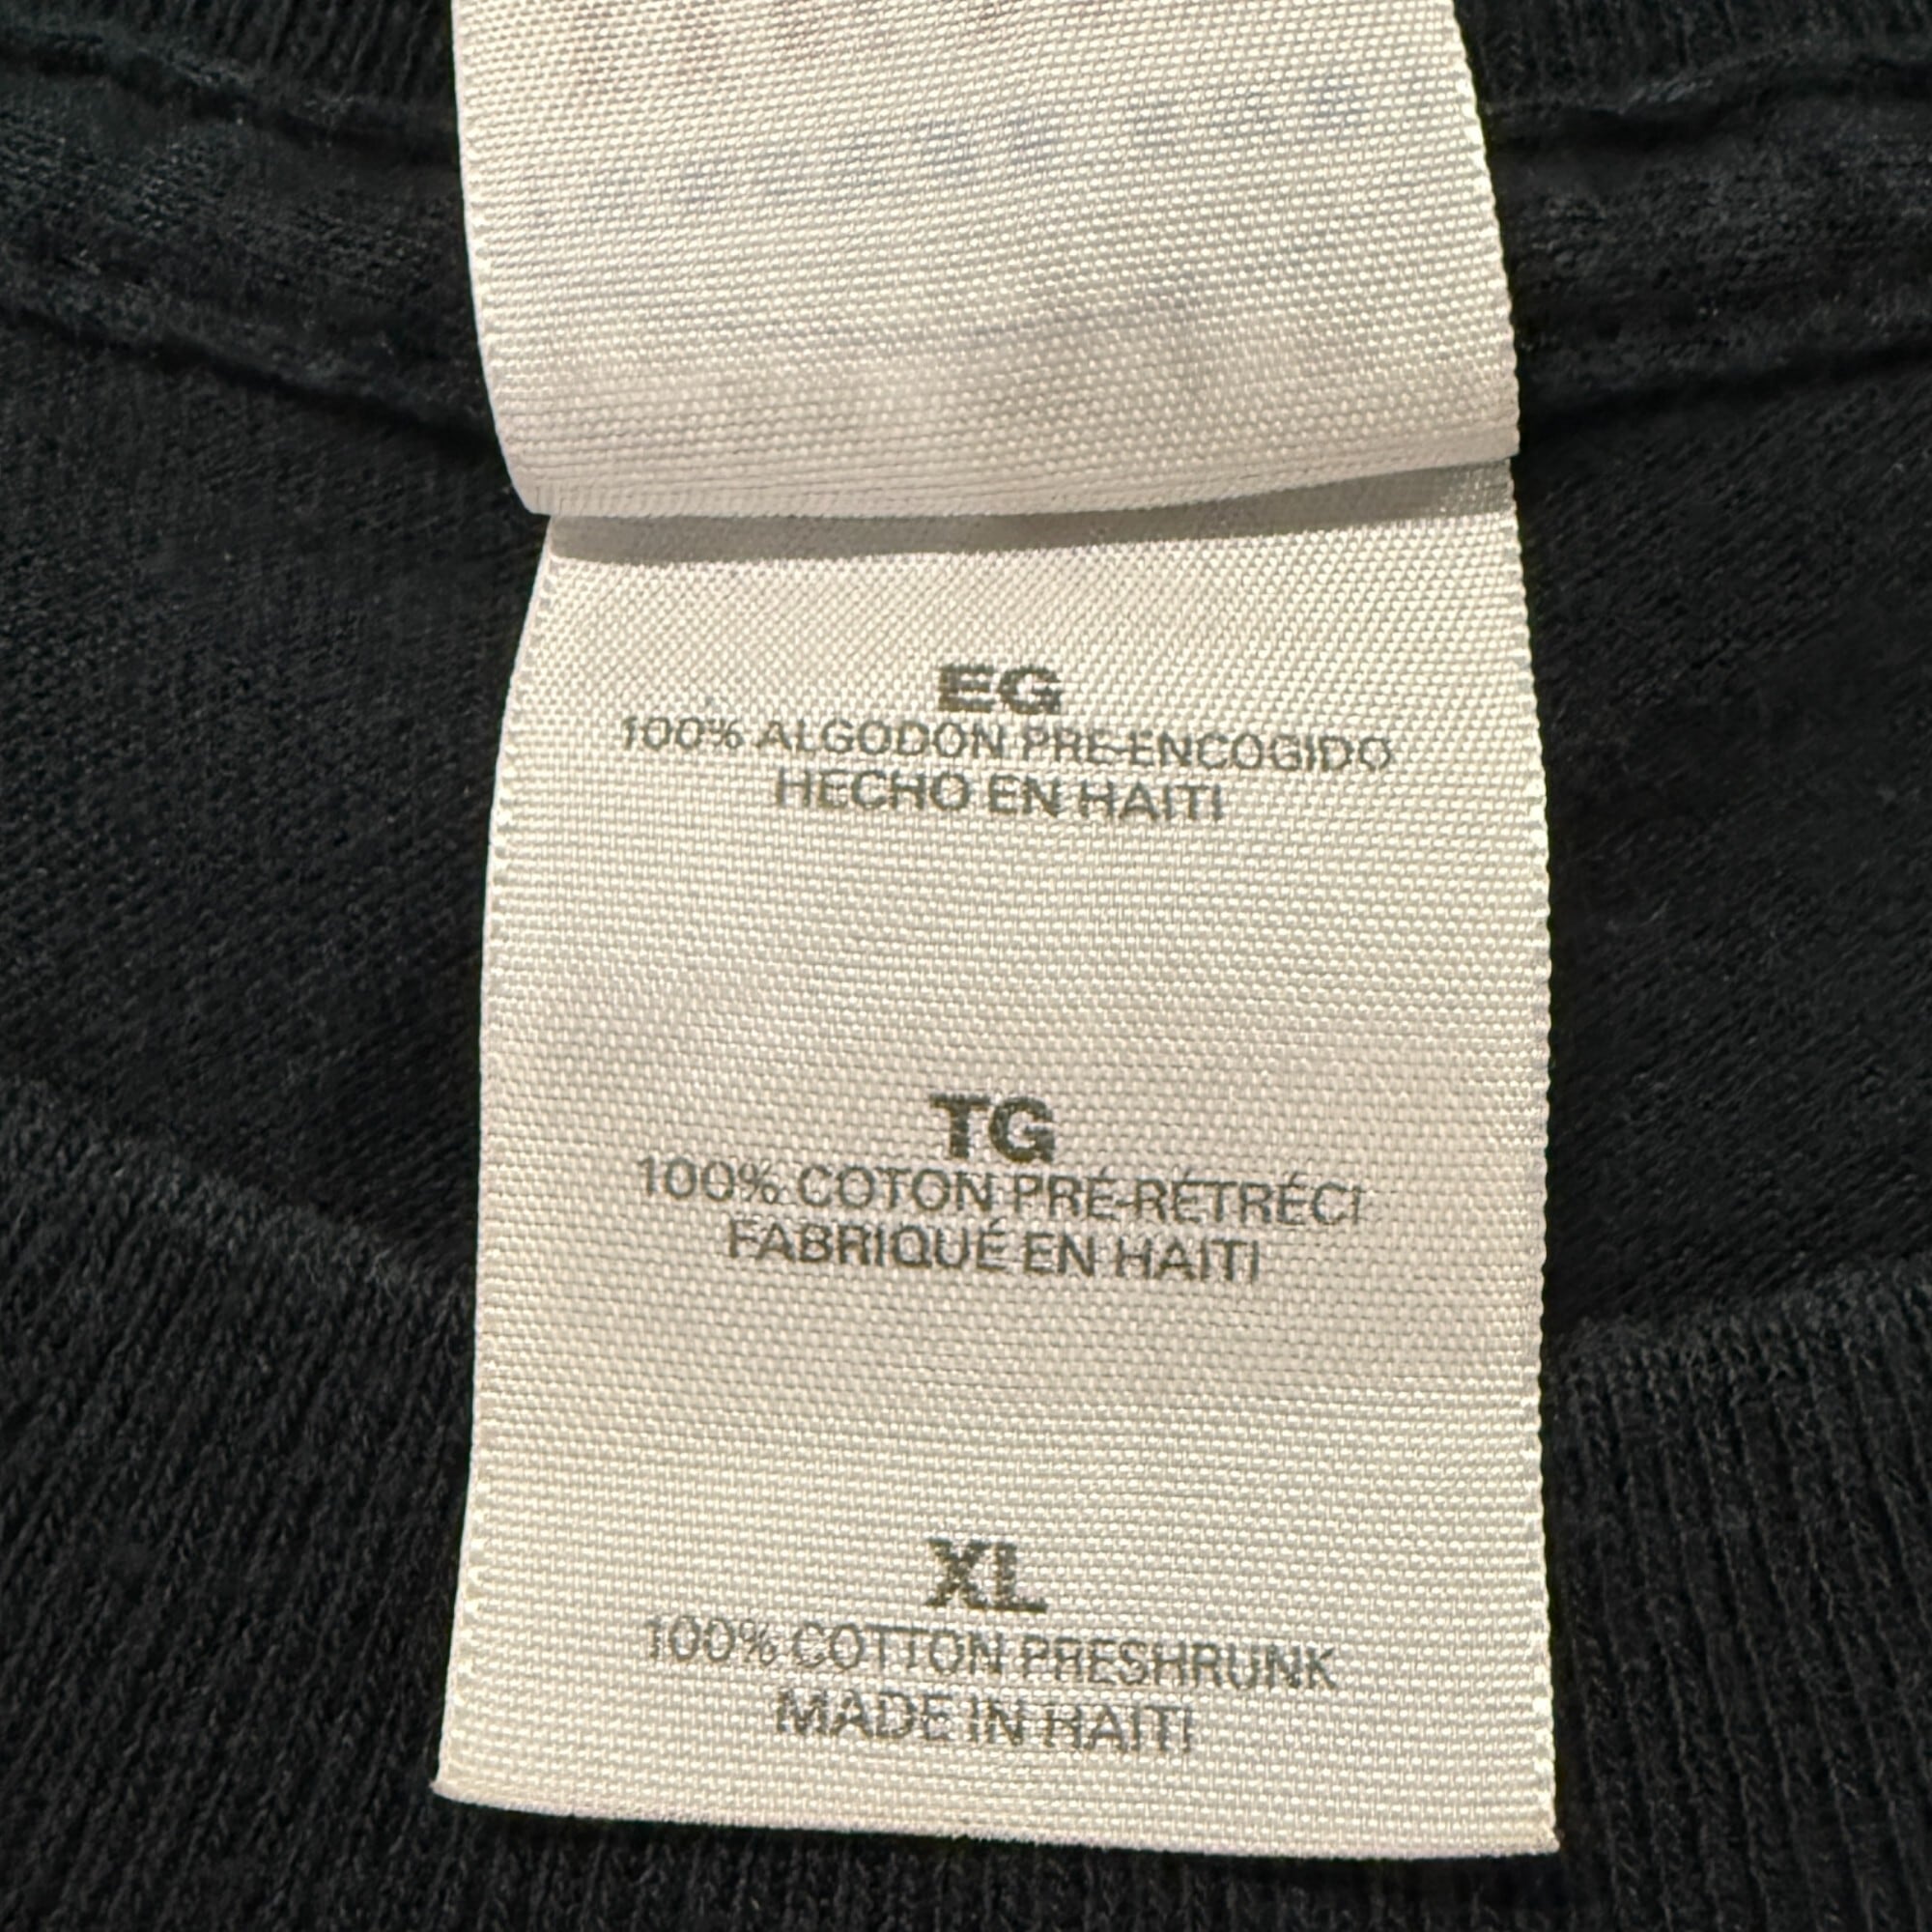 EG
100% ALGODON PRE-ENCOGIDO
HECHO EN HAITI
TG
100% COTON PRÉ-RÉTRÉCI
FABRIQUÉ EN HAITI
XL
100% COTTON PRESHRUNK
MADE IN HAITI